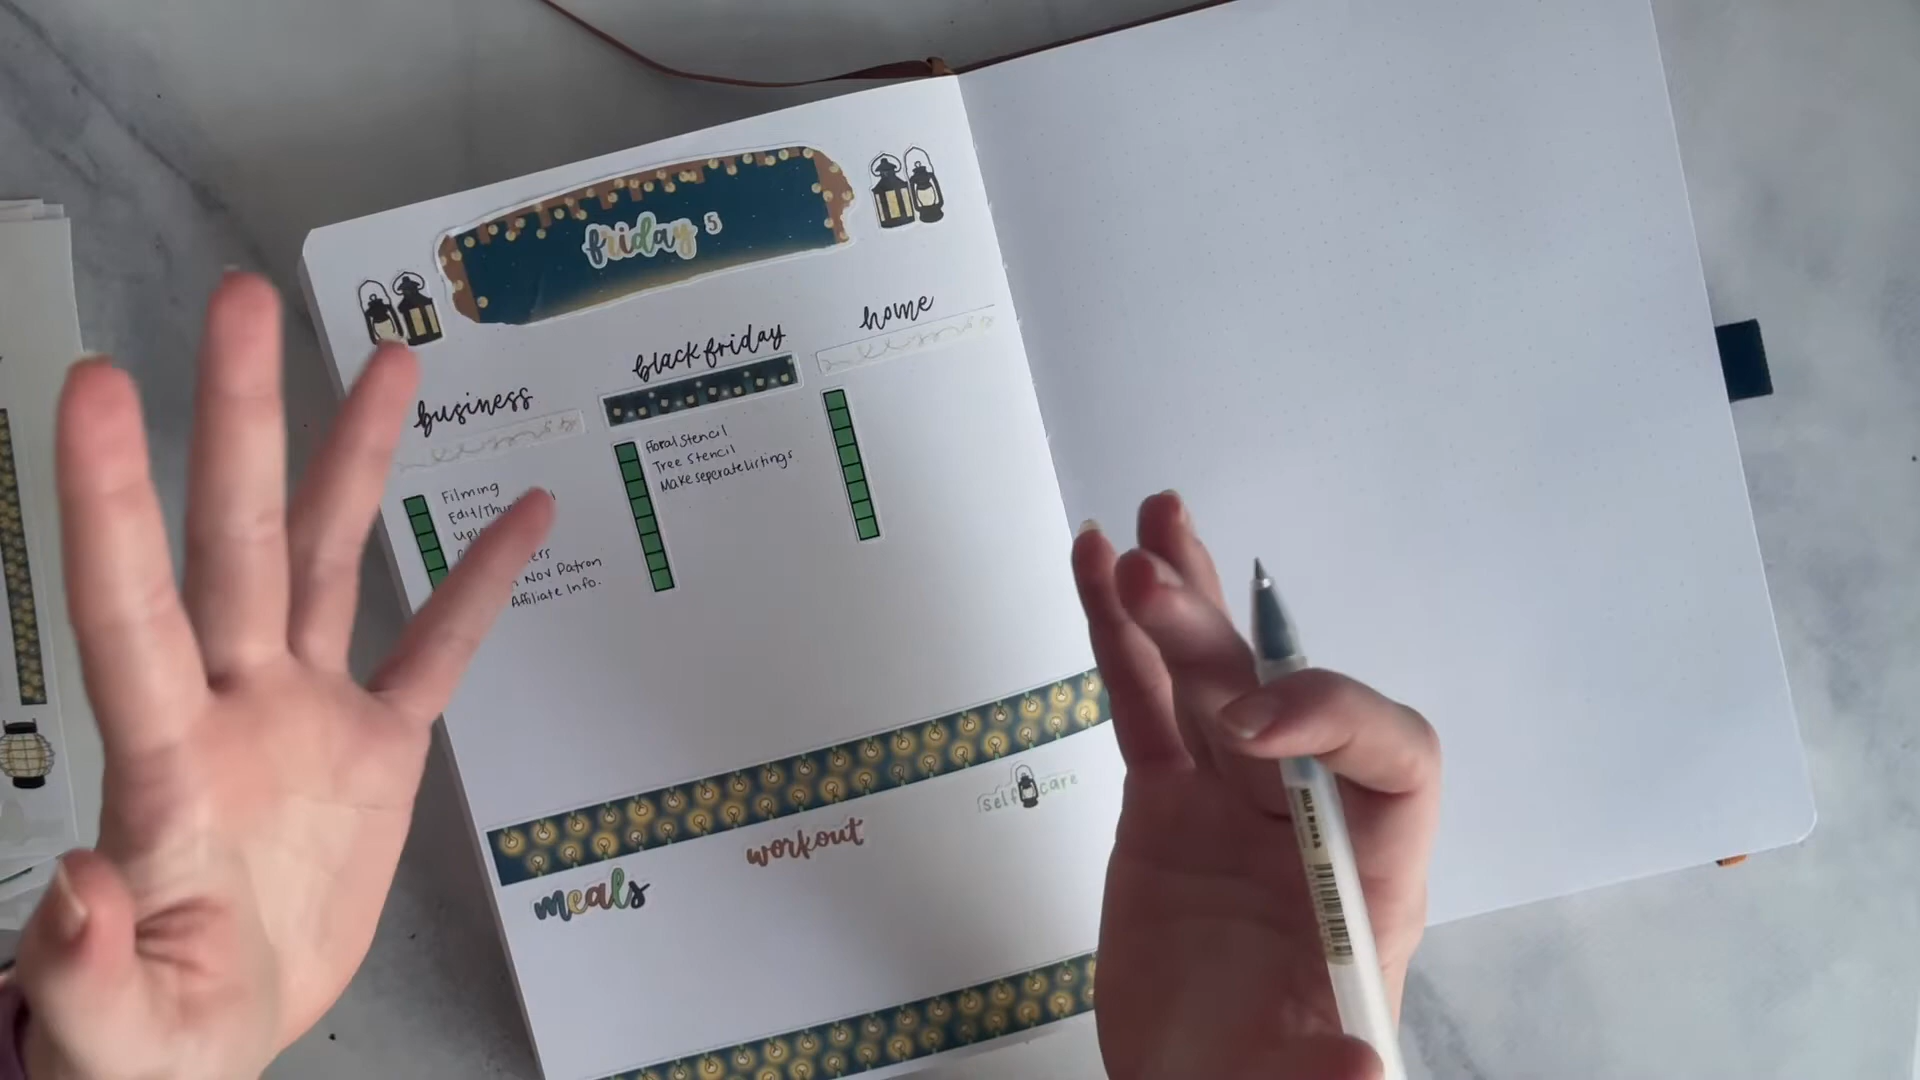 friday 5
business
black friday
home
Filming
Edit/
floral stencil
Tree stencil
Make seperate listings
Nov Patron
Affiliate Info.
self care
workout
meals